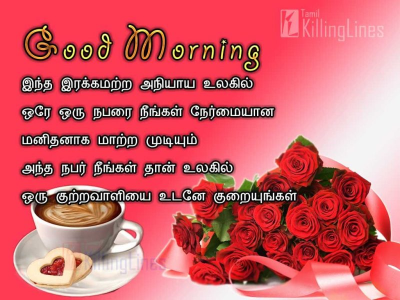 Good Morning
Tamil
KillingLines
இந்த இரக்கமற்ற அநியாய உலகில்
ஒரே ஒரு நபரை நீங்கள் நேர்மையான
மனிதனாக மாற்ற முடியும்
அந்த நபர் நீங்கள் தான் உலகில்
ஒரு குற்றவாளியை உடனே குறையுங்கள்
KillingLines